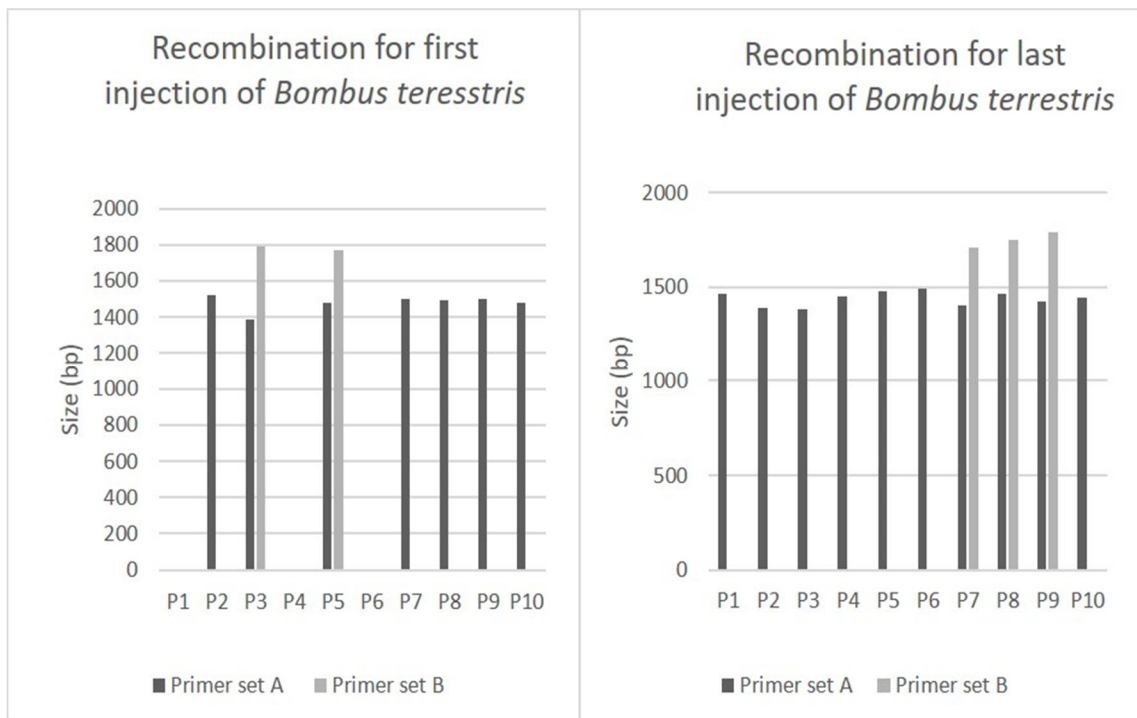 Recombination for first
injection of Bombus teresstris
2000
1800
1600
1400
1200
1000
800
600
400
200
0
Size (bp)
P1 P2 P3 P4 P5 P6 P7 P8 P9 P10
Primer set A Primer set B
Recombination for last
injection of Bombus terrestris
2000
1500
1000
500
0
Size (bp)
P1 P2 P3 P4 P5 P6 P7 P8 P9 P10
Primer set A Primer set B